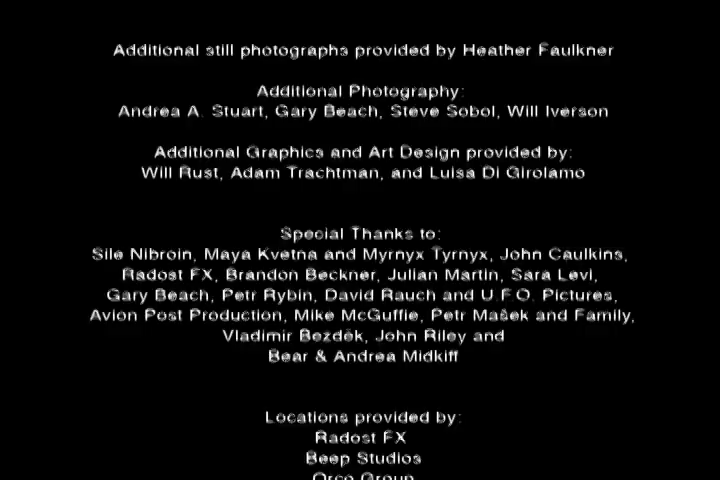 Additional still photographs provided by Heather Faulkner
Additional Photography:
Andrea A. Stuart, Gary Beach, Steve Sobol, Will Iverson
Additional Graphics and Art Design provided by:
Will Rust, Adam Trachtman, and Luisa Di Girolamo
Special Thanks to:
Sile Nibroin, Maya Kvetna and Myrnyx Tyrnyx, John Caulkins,
Radost FX, Brandon Beckner, Julian Martin, Sara Levi,
Gary Beach, Petr Rybin, David Rauch and U.F.O. Pictures,
Avion Post Production, Mike McGuffie, Petr Mašek and Family,
Vladimir Bezděk, John Riley and
Bear & Andrea Midkiff
Locations provided by:
Radost FX
Beep Studios
Orco Group